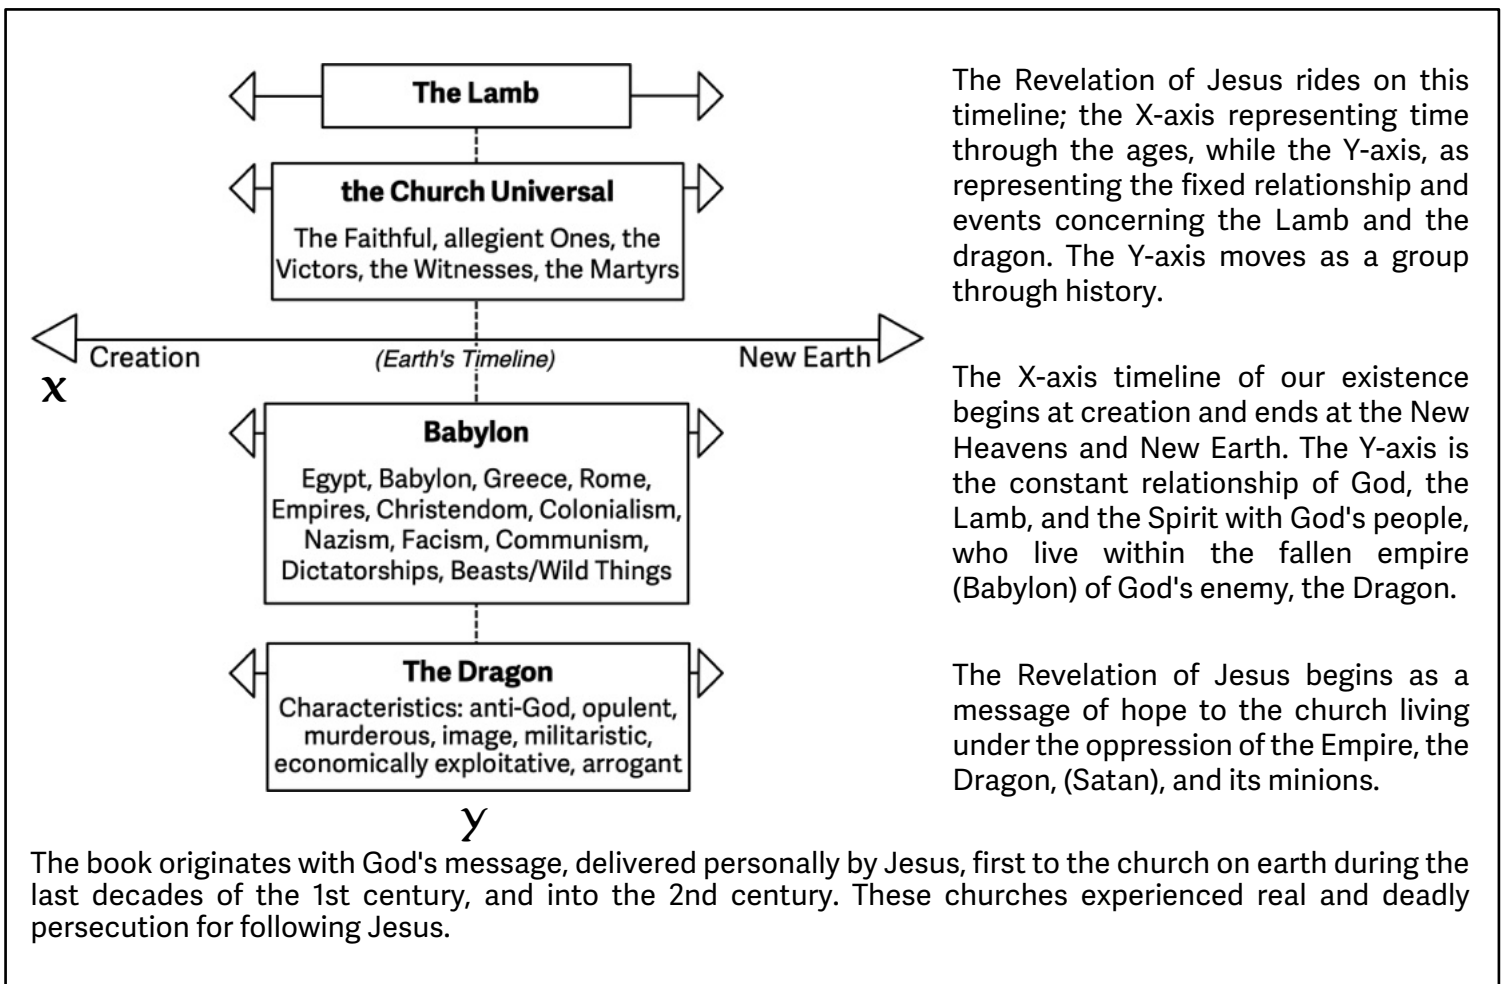 The Lamb
the Church Universal
The Faithful, allegient Ones, the
Victors, the Witnesses, the Martyrs
Creation
(Earth's Timeline)
New Earth
X
Babylon
Egypt, Babylon, Greece, Rome,
Empires, Christendom, Colonialism,
Nazism, Facism, Communism,
Dictatorships, Beasts/Wild Things
The Dragon
Characteristics: anti-God, opulent,
murderous, image, militaristic,
economically exploitative, arrogant
y
The Revelation of Jesus rides on this
timeline; the X-axis representing time
through the ages, while the Y-axis, as
representing the fixed relationship and
events concerning the Lamb and the
dragon. The Y-axis moves as a group
through history.
The X-axis timeline of our existence
begins at creation and ends at the New
Heavens and New Earth. The Y-axis is
the constant relationship of God, the
Lamb, and the Spirit with God's people,
who live within the fallen empire
(Babylon) of God's enemy, the Dragon.
The Revelation of Jesus begins as a
message of hope to the church living
under the oppression of the Empire, the
Dragon, (Satan), and its minions.
The book originates with God's message, delivered personally by Jesus, first to the church on earth during the
last decades of the 1st century, and into the 2nd century. These churches experienced real and deadly
persecution for following Jesus.